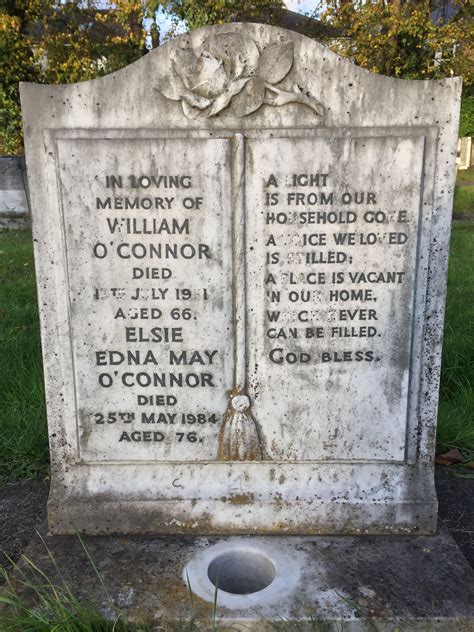 IN LOVING
MEMORY OF
WILLIAM
O'CONNOR
DIED
JULY
AGED 66.
ELSIE
EDNA MAY
O'CONNOR
DIED
25TH MAY 1984
AGED 76.
A LIGHT
IS FROM OUR
HOUSEHOLD GONE
A VOICE WE LOVED
IS STILLED;
A PLACE IS VACANT
IN OUR HOME,
WHICH NEVER
CAN BE FILLED.
GOD BLESS.